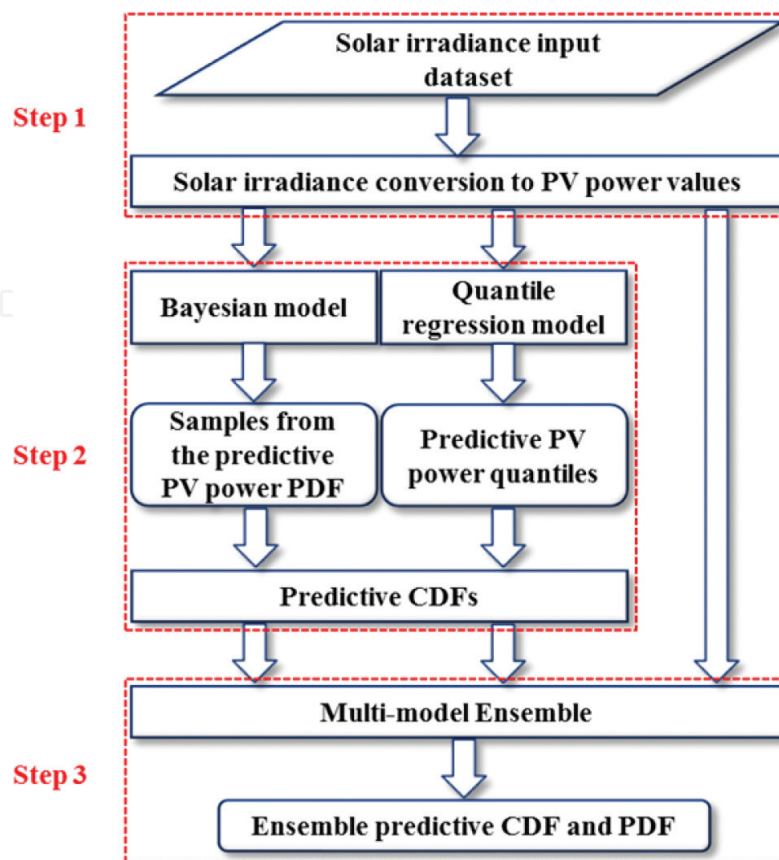 Solar irradiance input
dataset
Step 1
Solar irradiance conversion to PV power values
Bayesian model
Quantile
regression model
Step 2
Samples from
the predictive
PV power PDF
Predictive PV
power quantiles
Predictive CDFs
Multi-model Ensemble
Step 3
Ensemble predictive CDF and PDF